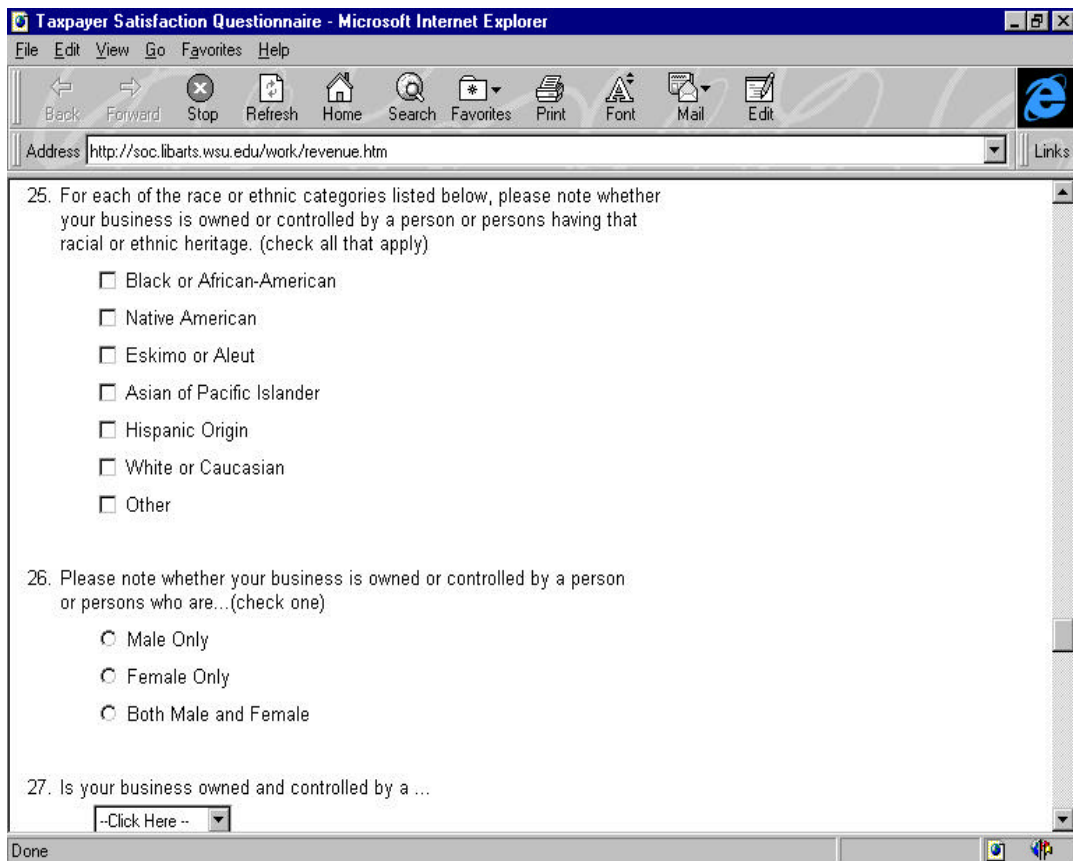 Taxpayer Satisfaction Questionnaire - Microsoft Internet Explorer
File Edit View Go Favorites Help
Back Forward Stop Refresh Home Search Favorites Print Font Mail Edit
Address http://soc.libarts.wsu.edu/work/revenue.htm Links
25. For each of the race or ethnic categories listed below, please note whether
your business is owned or controlled by a person or persons having that
racial or ethnic heritage. (check all that apply)
Black or African-American
Native American
Eskimo or Aleut
Asian of Pacific Islander
Hispanic Origin
White or Caucasian
Other
26. Please note whether your business is owned or controlled by a person
or persons who are...(check one)
Male Only
Female Only
Both Male and Female
27. Is your business owned and controlled by a ...
--Click Here --
Done